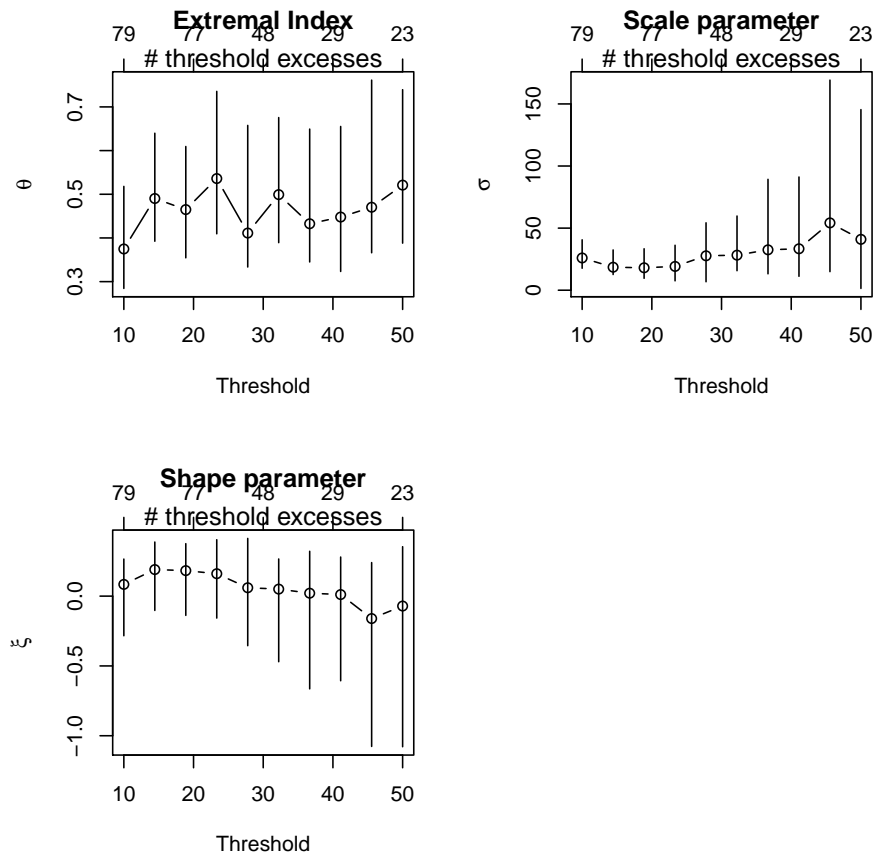 Extremal Index
79 77 48 29 23
# threshold excesses
θ
0.3 0.5 0.7
10 20 30 40 50
Threshold
Scale parameter
79 77 48 29 23
# threshold excesses
σ
0 50 100 150
10 20 30 40 50
Threshold
Shape parameter
79 77 48 29 23
# threshold excesses
ξ
−1.0 −0.5 0.0
10 20 30 40 50
Threshold